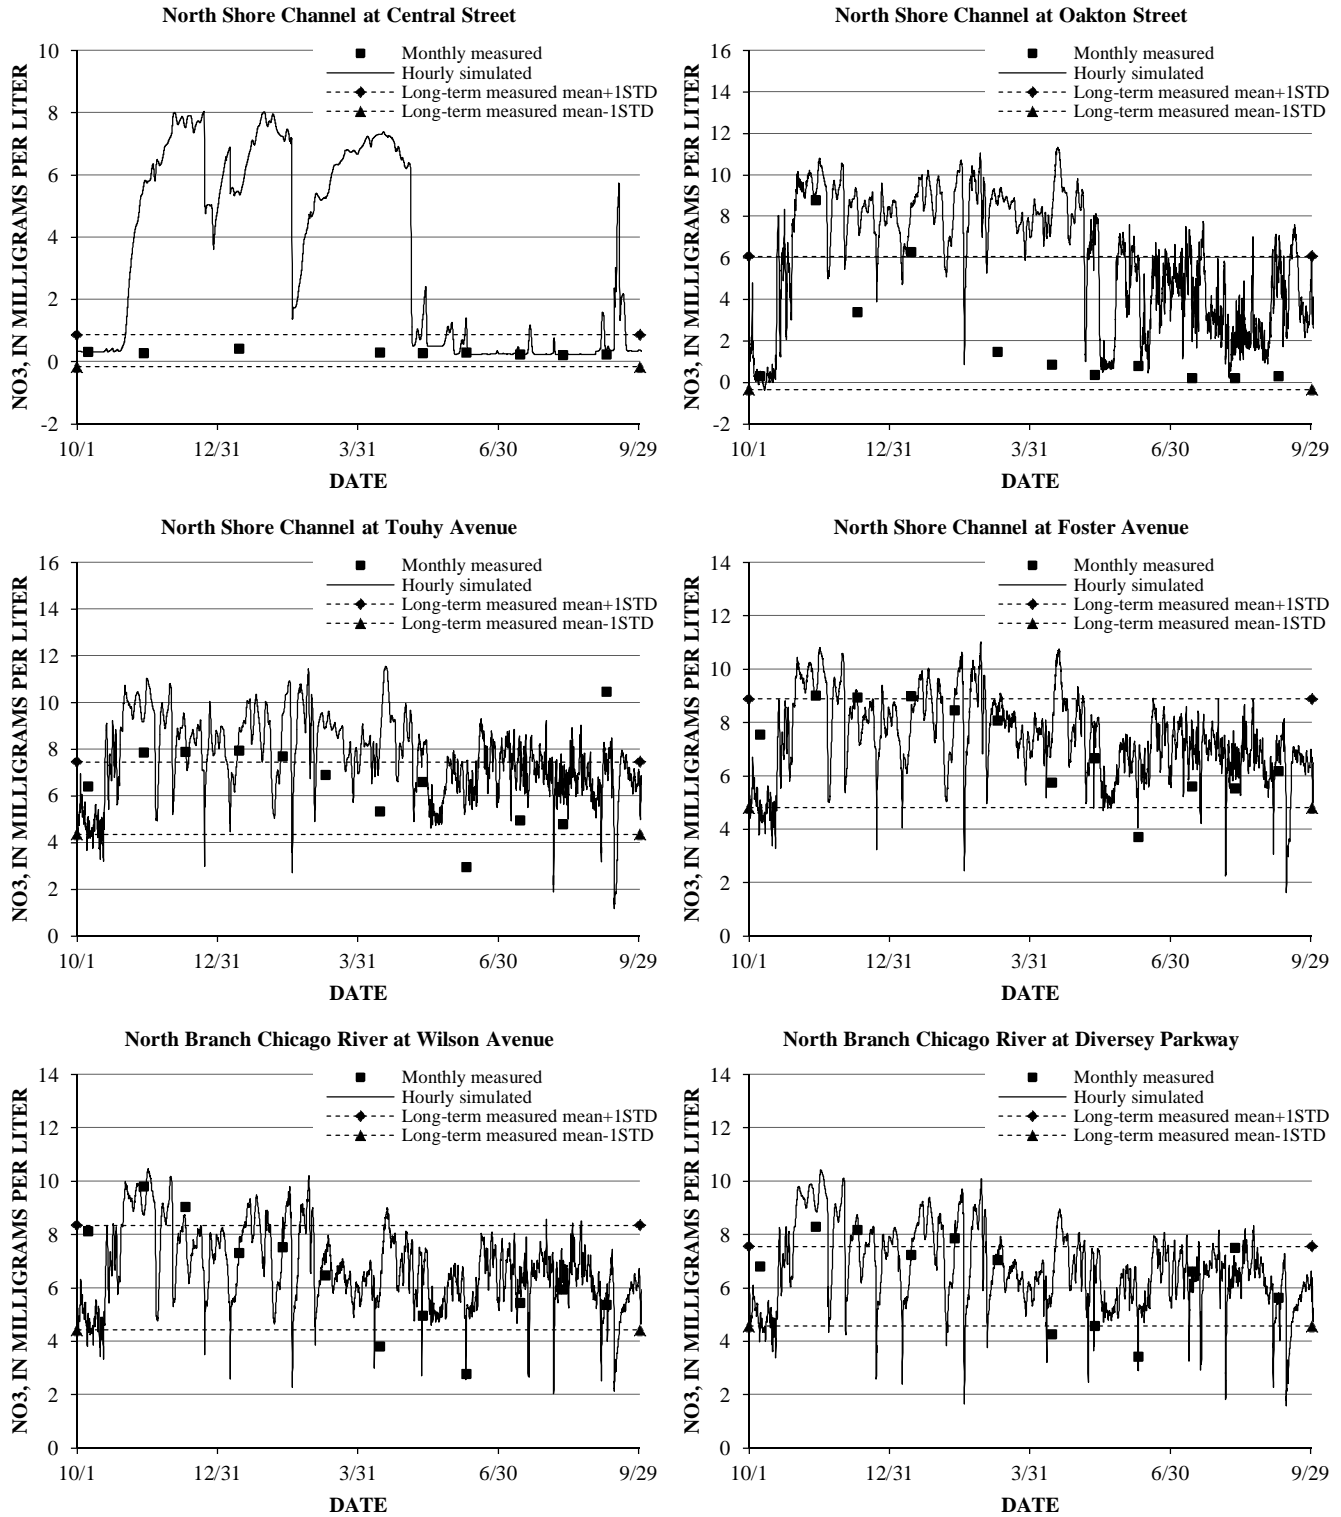 North Shore Channel at Central Street
NO3, IN MILLIGRAMS PER LITER
10
8
6
4
2
0
-2
Monthly measured
Hourly simulated
Long-term measured mean+1STD
Long-term measured mean-1STD
10/1 12/31 3/31 6/30 9/29
DATE
North Shore Channel at Oakton Street
NO3, IN MILLIGRAMS PER LITER
16
14
12
10
8
6
4
2
0
-2
Monthly measured
Hourly simulated
Long-term measured mean+1STD
Long-term measured mean-1STD
10/1 12/31 3/31 6/30 9/29
DATE
North Shore Channel at Touhy Avenue
NO3, IN MILLIGRAMS PER LITER
16
14
12
10
8
6
4
2
0
Monthly measured
Hourly simulated
Long-term measured mean+1STD
Long-term measured mean-1STD
10/1 12/31 3/31 6/30 9/29
DATE
North Shore Channel at Foster Avenue
NO3, IN MILLIGRAMS PER LITER
14
12
10
8
6
4
2
0
Monthly measured
Hourly simulated
Long-term measured mean+1STD
Long-term measured mean-1STD
10/1 12/31 3/31 6/30 9/29
DATE
North Branch Chicago River at Wilson Avenue
NO3, IN MILLIGRAMS PER LITER
14
12
10
8
6
4
2
0
Monthly measured
Hourly simulated
Long-term measured mean+1STD
Long-term measured mean-1STD
10/1 12/31 3/31 6/30 9/29
DATE
North Branch Chicago River at Diversey Parkway
NO3, IN MILLIGRAMS PER LITER
14
12
10
8
6
4
2
0
Monthly measured
Hourly simulated
Long-term measured mean+1STD
Long-term measured mean-1STD
10/1 12/31 3/31 6/30 9/29
DATE